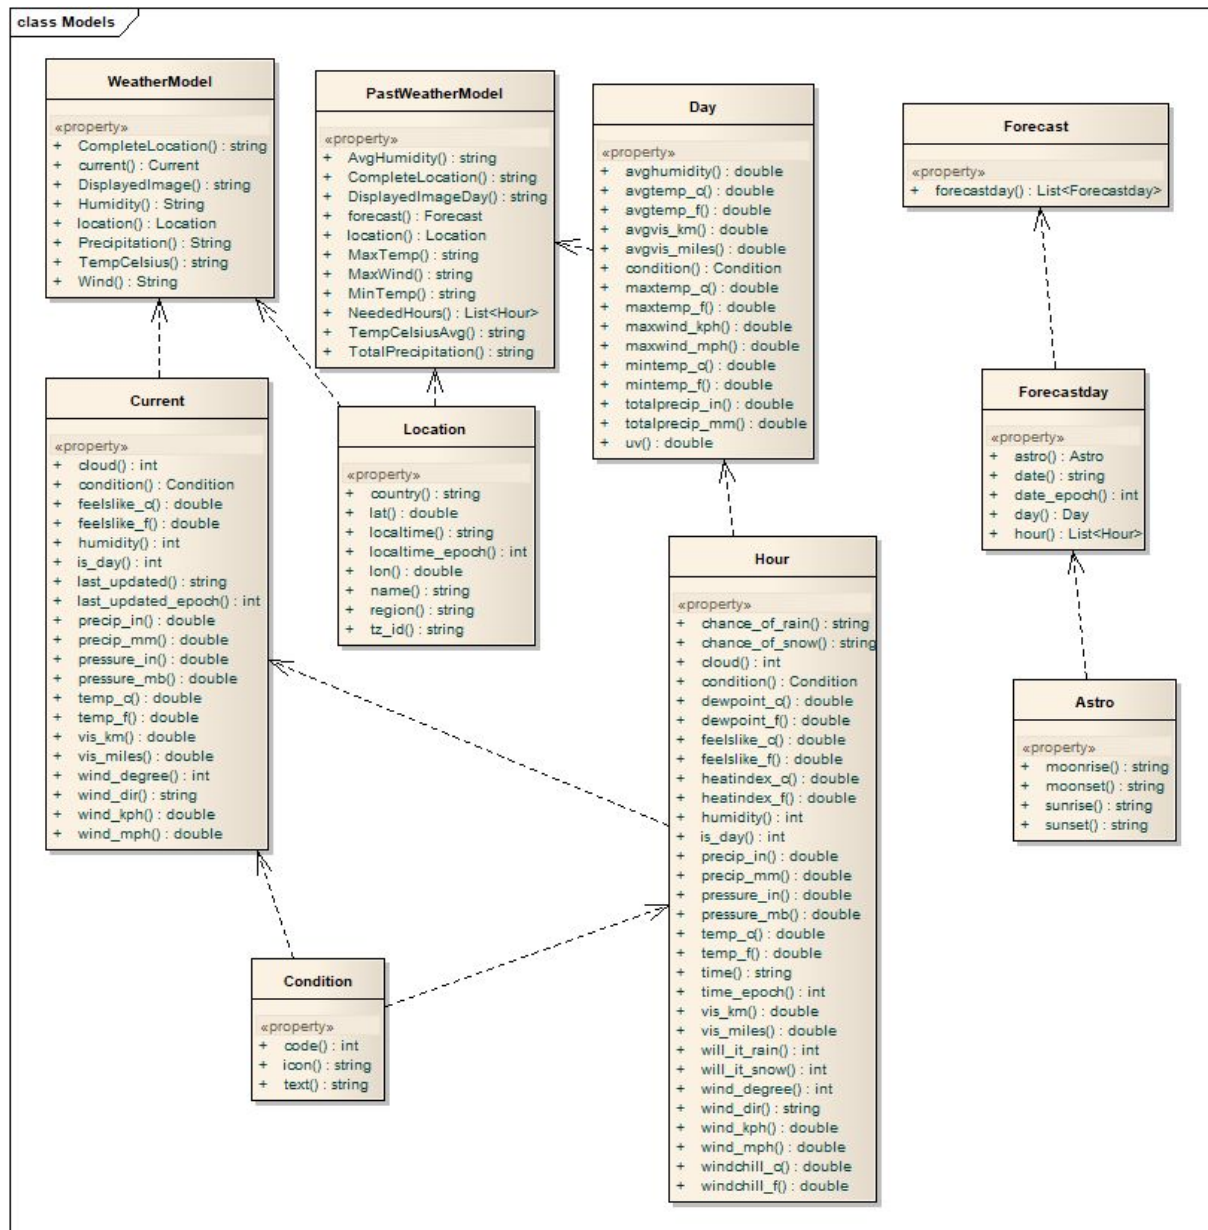 class Models
WeatherModel
«property»
+ CompleteLocation() : string
+ current() : Current
+ DisplayedImage() : string
+ Humidity() : String
+ location() : Location
+ Precipitation() : String
+ TempCelsius() : string
+ Wind() : String
PastWeatherModel
«property»
+ AvgHumidity() : string
+ CompleteLocation() : string
+ DisplayedImageDay() : string
+ forecast() : Forecast
+ location() : Location
+ MaxTemp() : string
+ MaxWind() : string
+ MinTemp() : string
+ NeededHours() : List<Hour>
+ TempCelsiusAvg() : string
+ TotalPrecipitation() : string
Day
«property»
+ avghumidity() : double
+ avgtemp_c() : double
+ avgtemp_f() : double
+ avgvis_km() : double
+ avgvis_miles() : double
+ condition() : Condition
+ maxtemp_c() : double
+ maxtemp_f() : double
+ maxwind_kph() : double
+ maxwind_mph() : double
+ mintemp_c() : double
+ mintemp_f() : double
+ totalprecip_in() : double
+ totalprecip_mm() : double
+ uv() : double
Forecast
«property»
+ forecastday() : List<Forecastday>
Current
«property»
+ cloud() : int
+ condition() : Condition
+ feelslike_c() : double
+ feelslike_f() : double
+ humidity() : int
+ is_day() : int
+ last_updated() : string
+ last_updated_epoch() : int
+ precip_in() : double
+ precip_mm() : double
+ pressure_in() : double
+ pressure_mb() : double
+ temp_c() : double
+ temp_f() : double
+ vis_km() : double
+ vis_miles() : double
+ wind_degree() : int
+ wind_dir() : string
+ wind_kph() : double
+ wind_mph() : double
Location
«property»
+ country() : string
+ lat() : double
+ localtime() : string
+ localtime_epoch() : int
+ lon() : double
+ name() : string
+ region() : string
+ tz_id() : string
Forecastday
«property»
+ astro() : Astro
+ date() : string
+ date_epoch() : int
+ day() : Day
+ hour() : List<Hour>
Hour
«property»
+ chance_of_rain() : string
+ chance_of_snow() : string
+ cloud() : int
+ condition() : Condition
+ dewpoint_c() : double
+ dewpoint_f() : double
+ feelslike_c() : double
+ feelslike_f() : double
+ heatindex_c() : double
+ heatindex_f() : double
+ humidity() : int
+ is_day() : int
+ precip_in() : double
+ precip_mm() : double
+ pressure_in() : double
+ pressure_mb() : double
+ temp_c() : double
+ temp_f() : double
+ time() : string
+ time_epoch() : int
+ vis_km() : double
+ vis_miles() : double
+ will_it_rain() : int
+ will_it_snow() : int
+ wind_degree() : int
+ wind_dir() : string
+ wind_kph() : double
+ wind_mph() : double
+ windchill_c() : double
+ windchill_f() : double
Astro
«property»
+ moonrise() : string
+ moonset() : string
+ sunrise() : string
+ sunset() : string
Condition
«property»
+ code() : int
+ icon() : string
+ text() : string